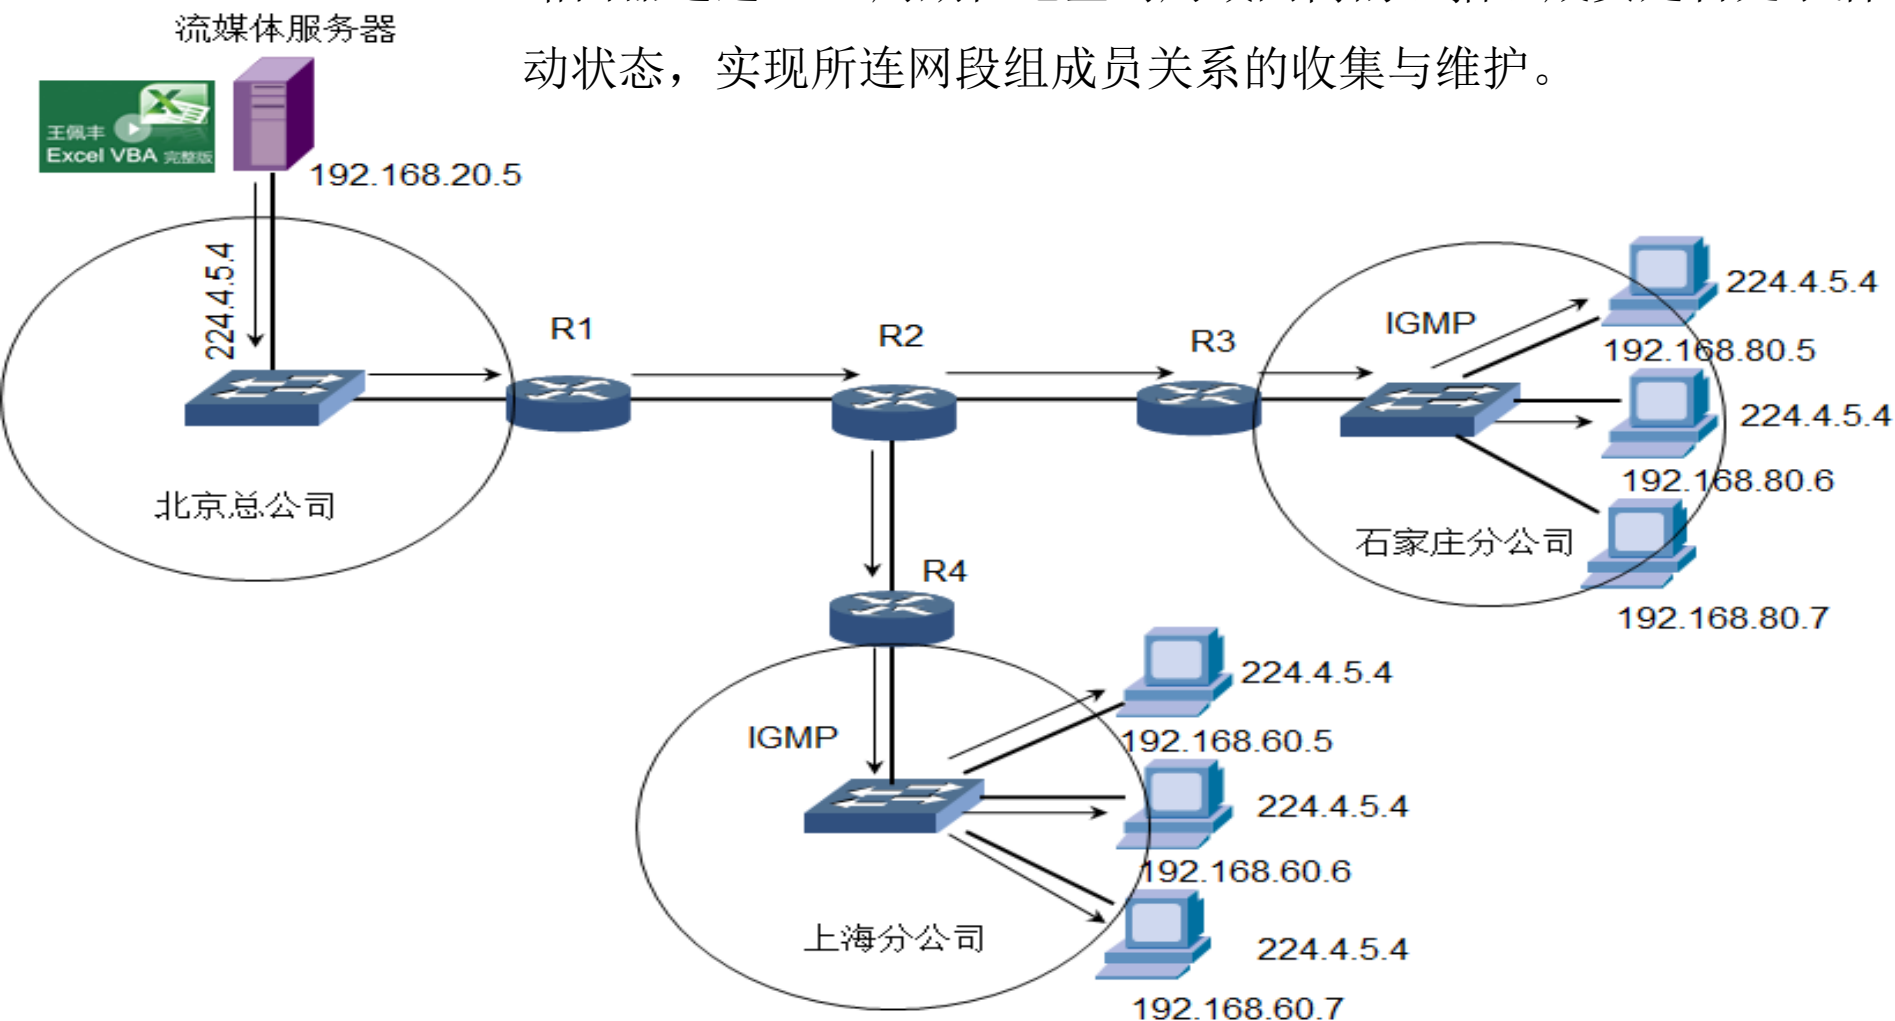 动状态，实现所连网段组成员关系的收集与维护。
流媒体服务器
王佩丰
Excel VBA 完整版
192.168.20.5
224.4.5.4
北京总公司
R1
R2
R3
IGMP
224.4.5.4
192.168.80.5
224.4.5.4
192.168.80.6
石家庄分公司
192.168.80.7
R4
IGMP
224.4.5.4
192.168.60.5
224.4.5.4
192.168.60.6
上海分公司
224.4.5.4
192.168.60.7